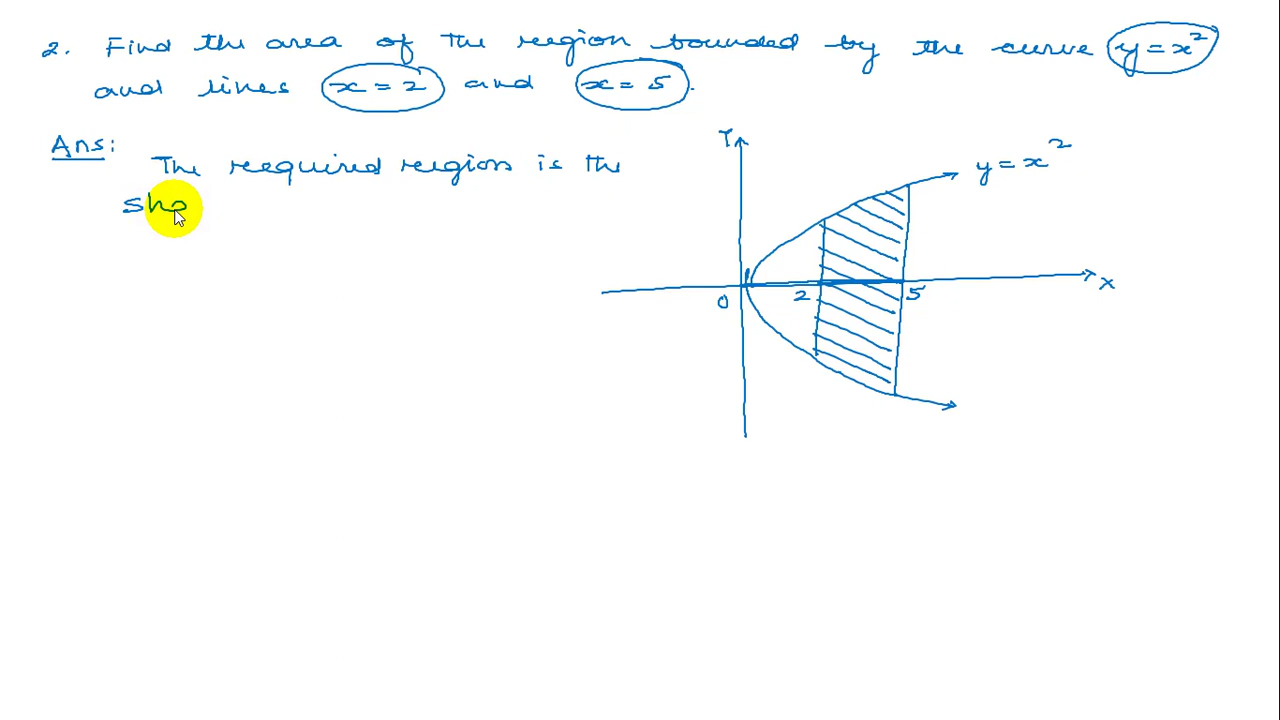 2. Find the area of the region bounded by the curve y = x²
and lines x = 2 and x = 5.
Ans:
The required region is the
sho
Y
y = x²
0
2
5
X